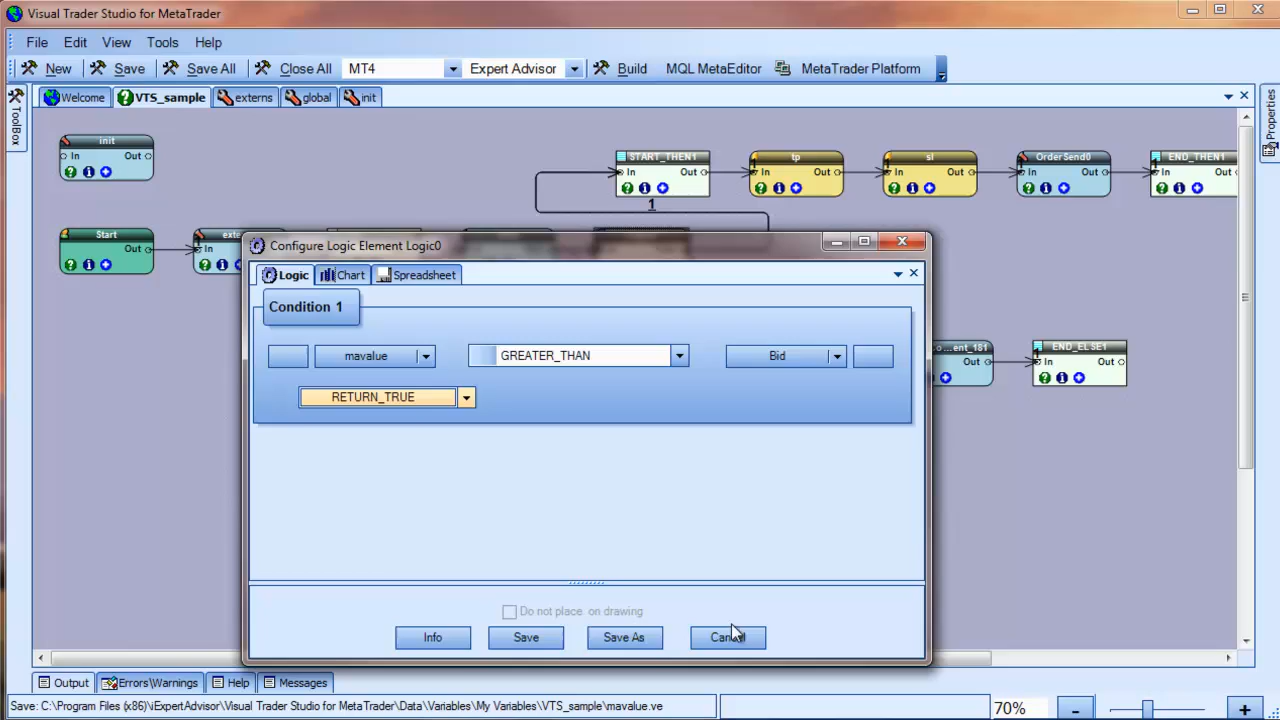 Visual Trader Studio for MetaTrader
File Edit View Tools Help
New Save Save All Close All MT4 Expert Advisor Build MQL MetaEditor MetaTrader Platform
ToolBox
Welcome VTS_sample externs global init
Properties
init
In Out
START_THEN1
In Out
tp
In Out
sl
In Out
OrderSend0
In Out
END_THEN1
In Out
1
Start
Out
In
Configure Logic Element Logic0
Logic Chart Spreadsheet
Condition 1
mavalue GREATER_THAN Bid
RETURN_TRUE
ent_181
Out
END_ELSE1
In Out
Do not place on drawing
Info Save Save As
Output Errors\Warnings Help Messages
Save: C:\Program Files (x86)\iExpertAdvisor\Visual Trader Studio for MetaTrader\Data\Variables\My Variables\VTS_sample\mavalue.ve
70% - +